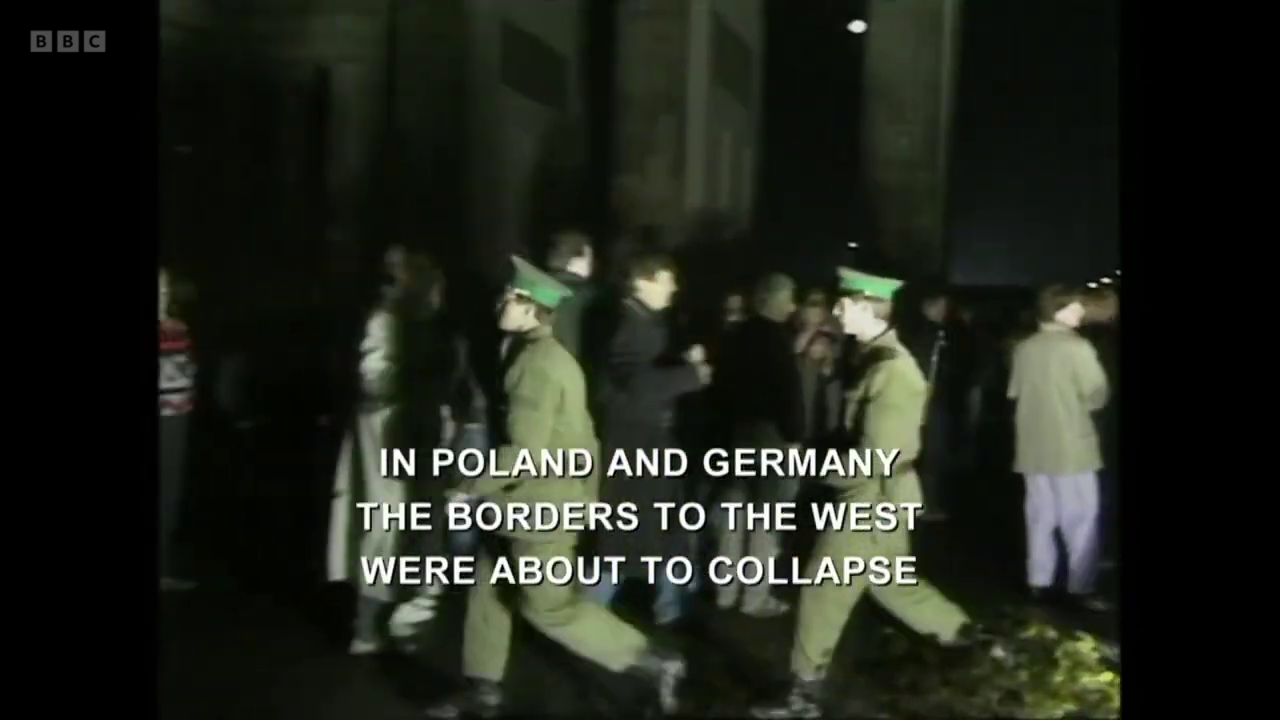 BBC
IN POLAND AND GERMANY
THE BORDERS TO THE WEST
WERE ABOUT TO COLLAPSE